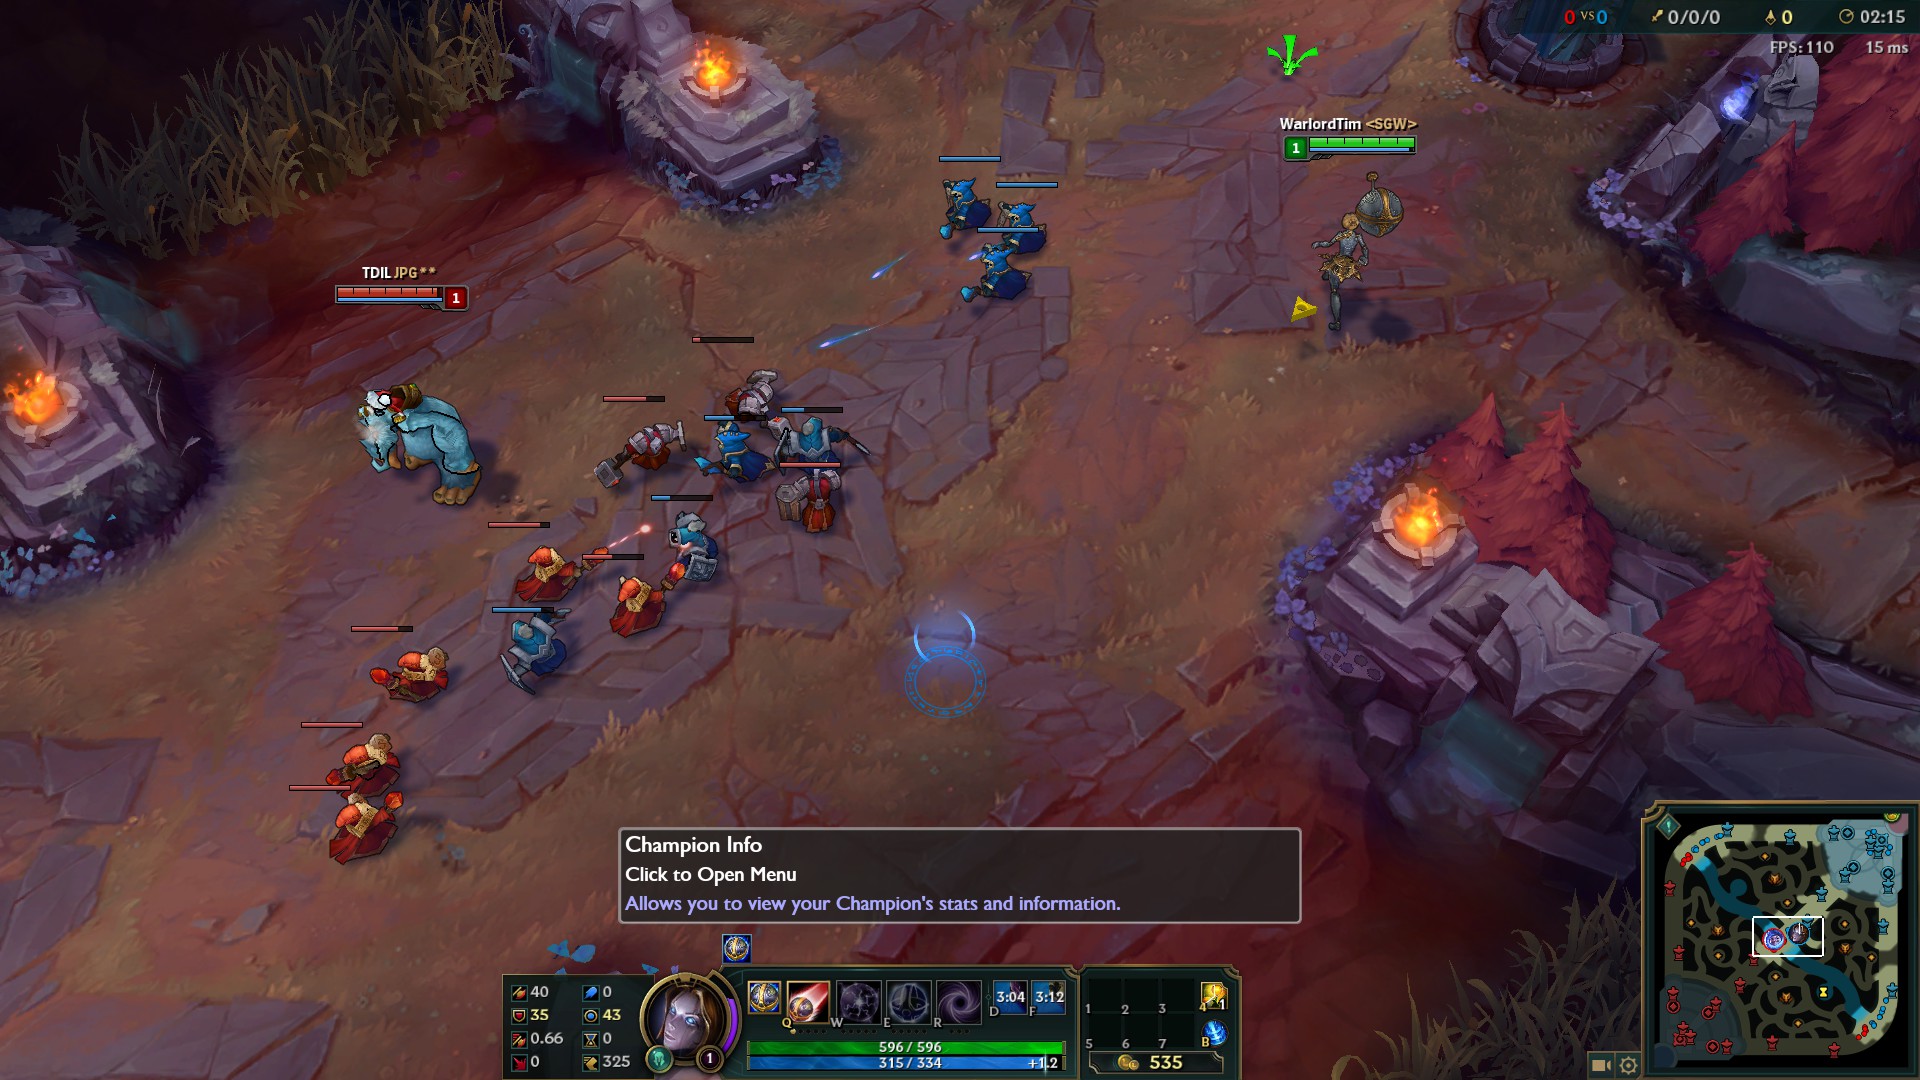 0 VS 0 0/0/0 0 02:15
FPS: 110 15 ms
WarlordTim <SGW>
1
TDIL JPG**
1
Champion Info
Click to Open Menu
Allows you to view your Champion's stats and information.
40 0
35 43
0.66 0
0 325
1
Q W E R
3:04 3:12
D F
596 / 596
315 / 334 +1.2
1 2 3 4 1
5 6 7 B
535